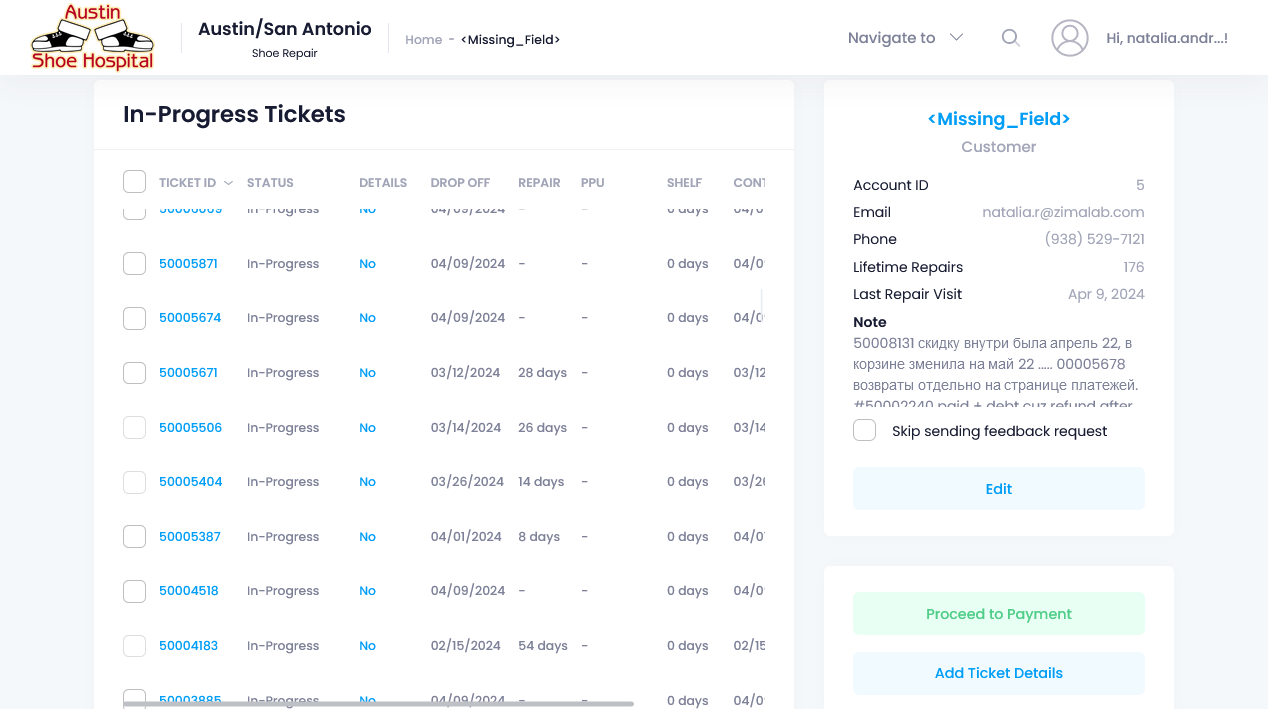 Austin
Shoe Hospital
Austin/San Antonio
Shoe Repair
Home - <Missing_Field>
Navigate to
Hi, natalia.andr...!
In-Progress Tickets
TICKET ID STATUS DETAILS DROP OFF REPAIR PPU SHELF CONT
50006069 In-Progress No 04/09/2024 - - 0 days 04/0
50005871 In-Progress No 04/09/2024 - - 0 days 04/09
50005674 In-Progress No 04/09/2024 - - 0 days 04/0
50005671 In-Progress No 03/12/2024 28 days - 0 days 03/12
50005506 In-Progress No 03/14/2024 26 days - 0 days 03/14
50005404 In-Progress No 03/26/2024 14 days - 0 days 03/26
50005387 In-Progress No 04/01/2024 8 days - 0 days 04/01
50004518 In-Progress No 04/09/2024 - - 0 days 04/09
50004183 In-Progress No 02/15/2024 54 days - 0 days 02/15
50003885 In-Progress No 04/09/2024 - - 0 days 04/09
<Missing_Field>
Customer
Account ID 5
Email natalia.r@zimalab.com
Phone (938) 529-7121
Lifetime Repairs 176
Last Repair Visit Apr 9, 2024
Note
50008131 скидку внутри была апрель 22, в
корзине зменила на май 22 ..... 00005678
возвраты отдельно на странице платежей.
#50002240 paid + debt cuz refund after
Skip sending feedback request
Edit
Proceed to Payment
Add Ticket Details